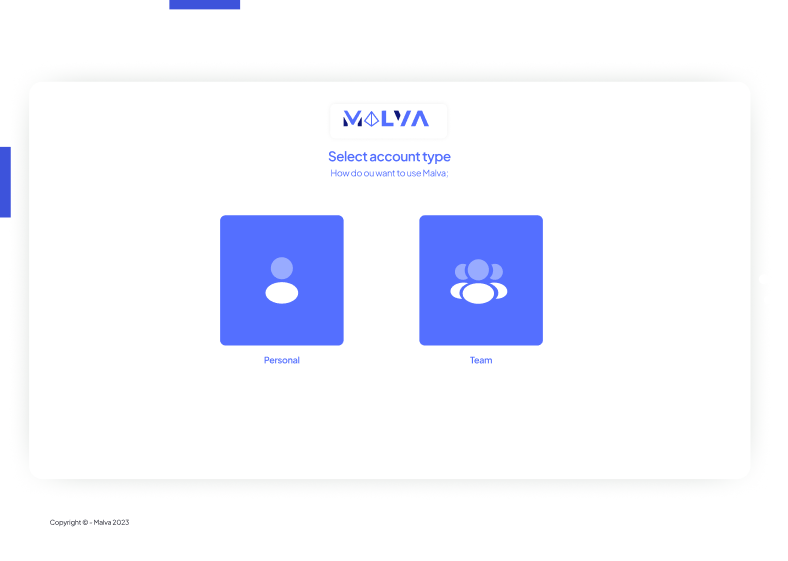 MALVA
Select account type
How do ou want to use Malva;
Personal
Team
Copyright © - Malva 2023